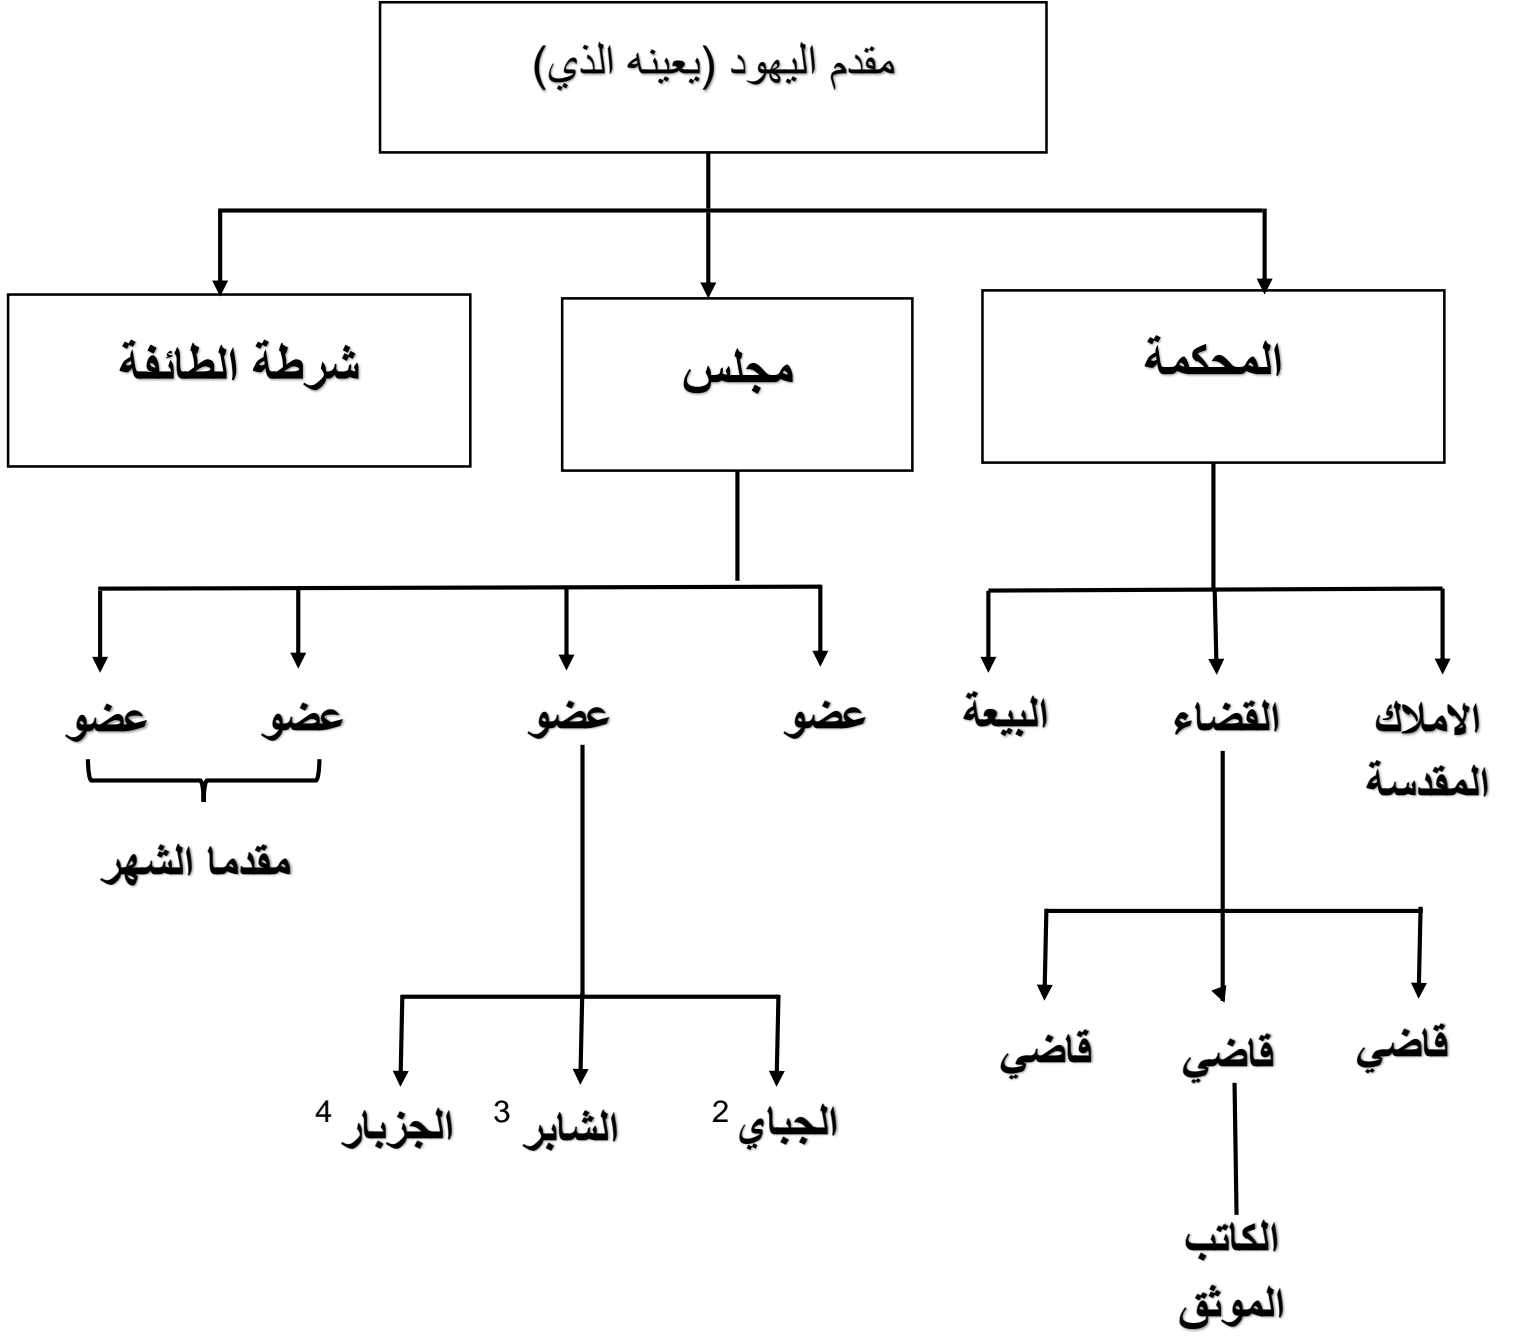 مقدم اليهود (يعينه الذي)
المحكمة
مجلس
شرطة الطائفة
الاملاك
المقدسة
القضاء
البيعة
عضو
عضو
عضو
عضو
مقدما الشهر
قاضي
قاضي
قاضي
الجباي 2
الشابر 3
الجزبار 4
الكاتب
الموثق